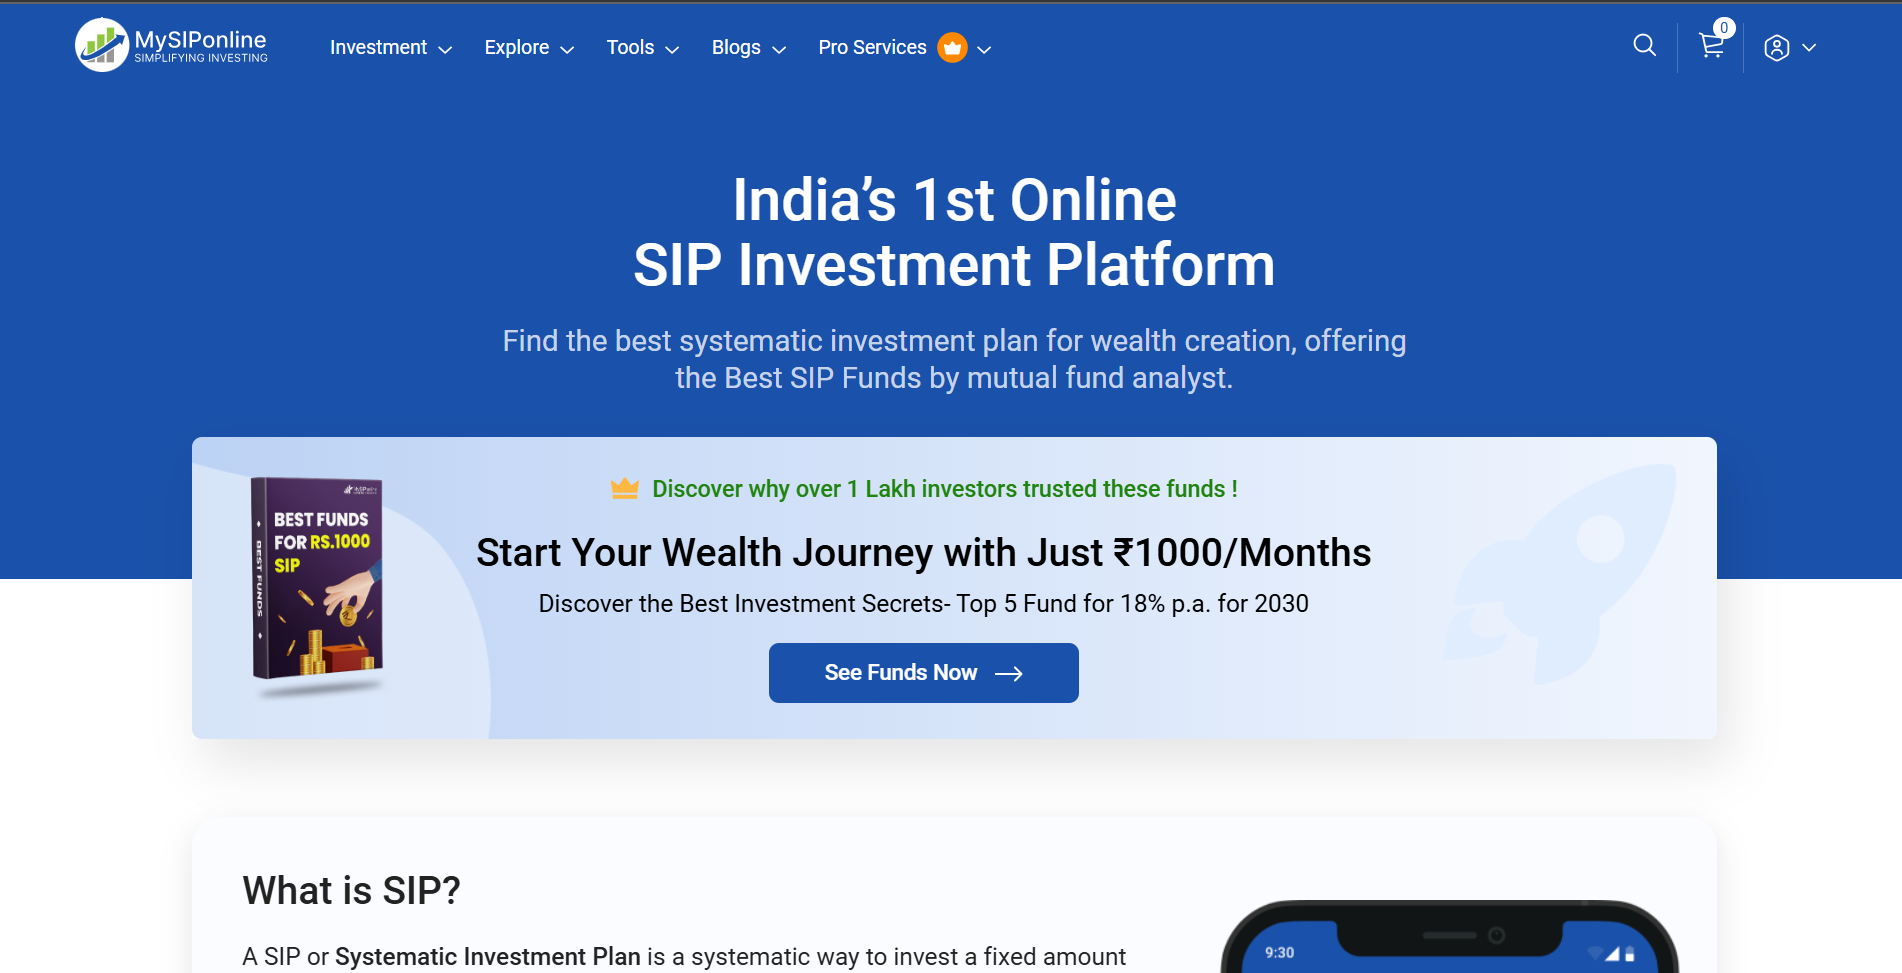 MySIPonline
SIMPLIFYING INVESTING
Investment
Explore
Tools
Blogs
Pro Services
0
India’s 1st Online
SIP Investment Platform
Find the best systematic investment plan for wealth creation, offering
the Best SIP Funds by mutual fund analyst.
BEST FUNDS
BEST FUNDS
FOR RS.1000
SIP
Discover why over 1 Lakh investors trusted these funds !
Start Your Wealth Journey with Just ₹1000/Months
Discover the Best Investment Secrets- Top 5 Fund for 18% p.a. for 2030
See Funds Now
What is SIP?
A SIP or Systematic Investment Plan is a systematic way to invest a fixed amount
9:30